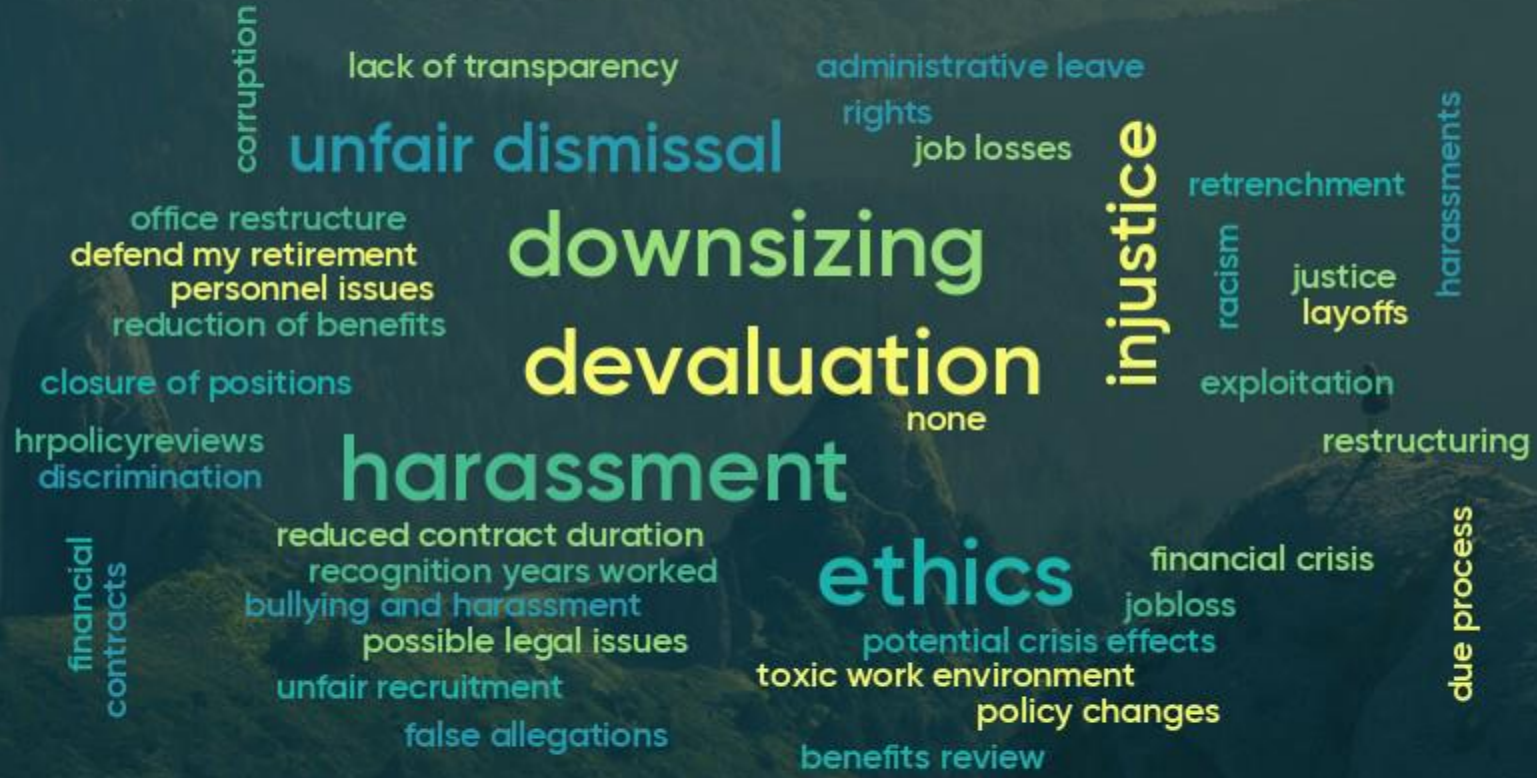 corruption
lack of transparency
administrative leave
rights
unfair dismissal
job losses
injustice
harassments
retrenchment
office restructure
downsizing
racism
defend my retirement
justice
personnel issues
layoffs
reduction of benefits
devaluation
closure of positions
exploitation
none
hrpolicyreviews
restructuring
harassment
discrimination
reduced contract duration
financial
contracts
ethics
financial crisis
due process
recognition years worked
bullying and harassment
jobloss
possible legal issues
potential crisis effects
toxic work environment
unfair recruitment
policy changes
false allegations
benefits review